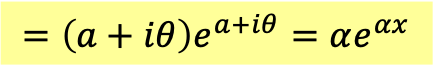 = (a + iθ)e^{a+iθ} = αe^{αx}